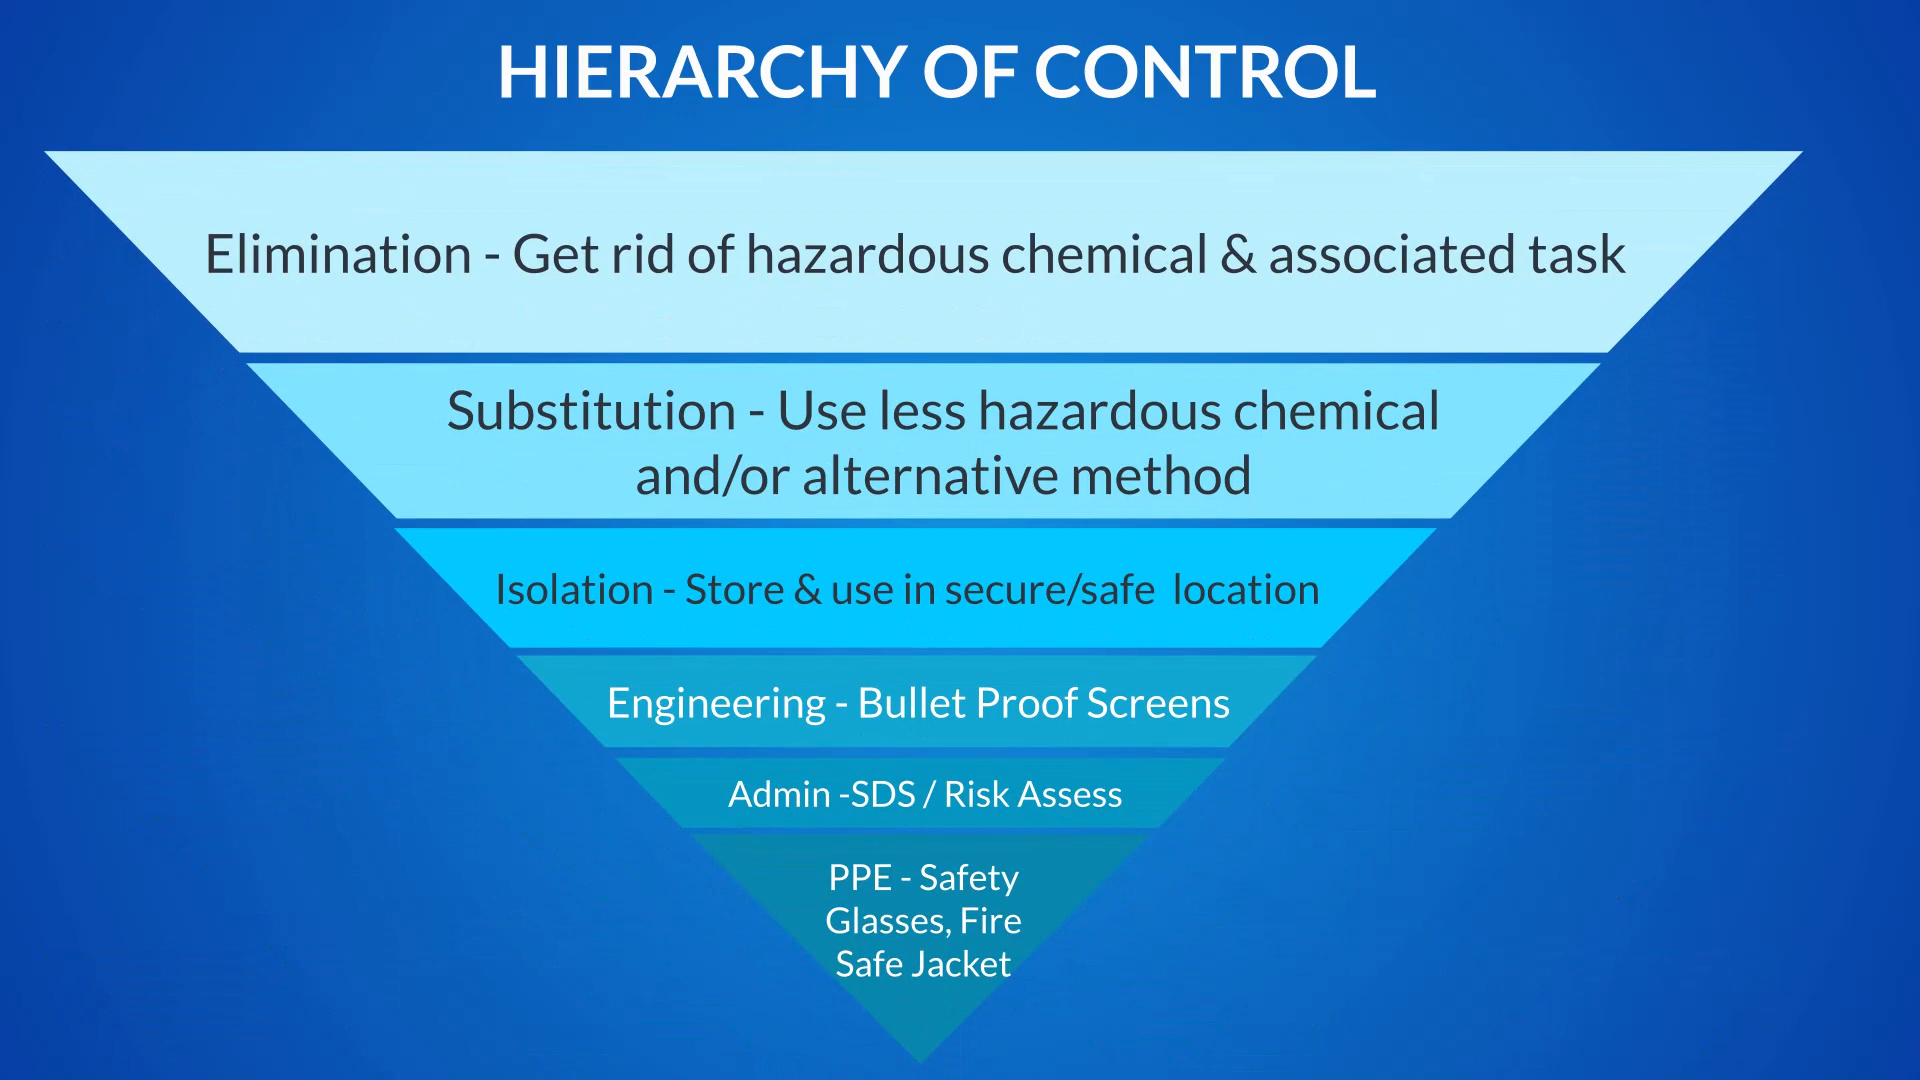 HIERARCHY OF CONTROL
Elimination - Get rid of hazardous chemical & associated task
Substitution - Use less hazardous chemical
and/or alternative method
Isolation - Store & use in secure/safe  location
Engineering - Bullet Proof Screens
Admin -SDS / Risk Assess
PPE - Safety
Glasses, Fire
Safe Jacket